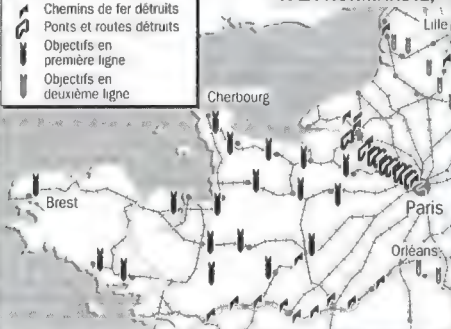 Chemins de fer détruits
Ponts et routes détruits
Objectifs en
première ligne
Objectifs en
deuxième ligne
Lille
Cherbourg
Brest
Paris
Orléans